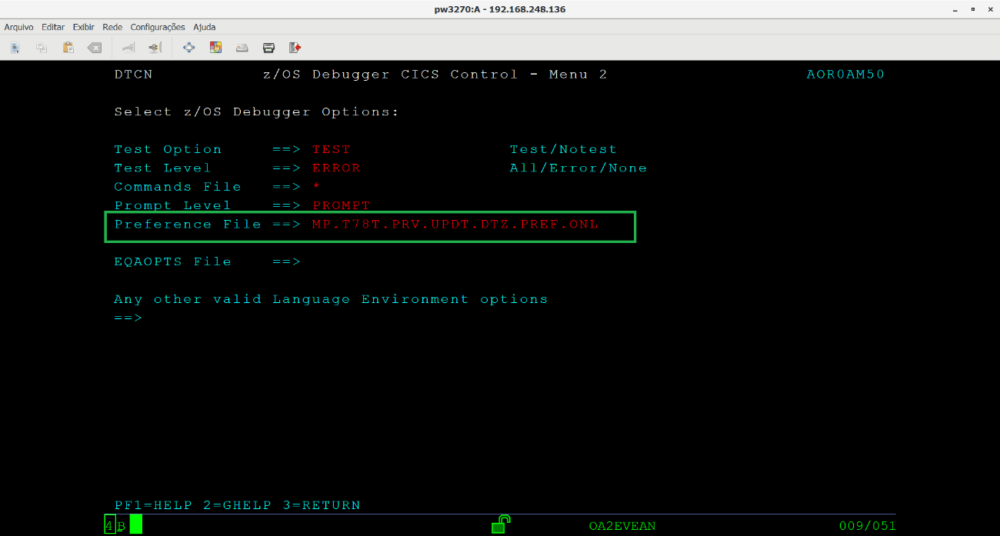 pw3270:A - 192.168.248.136
Arquivo Editar Exibir Rede Configurações Ajuda
DTCN z/OS Debugger CICS Control - Menu 2 AOR0AM50
Select z/OS Debugger Options:
Test Option ==> TEST Test/Notest
Test Level ==> ERROR All/Error/None
Commands File ==> *
Prompt Level ==> PROMPT
Preference File ==> MP.T78T.PRV.UPDT.DTZ.PREF.ONL
EQAOPTS File ==>
Any other valid Language Environment options
==>
PF1=HELP 2=GHELP 3=RETURN
4 B OA2EVEAN 009/051